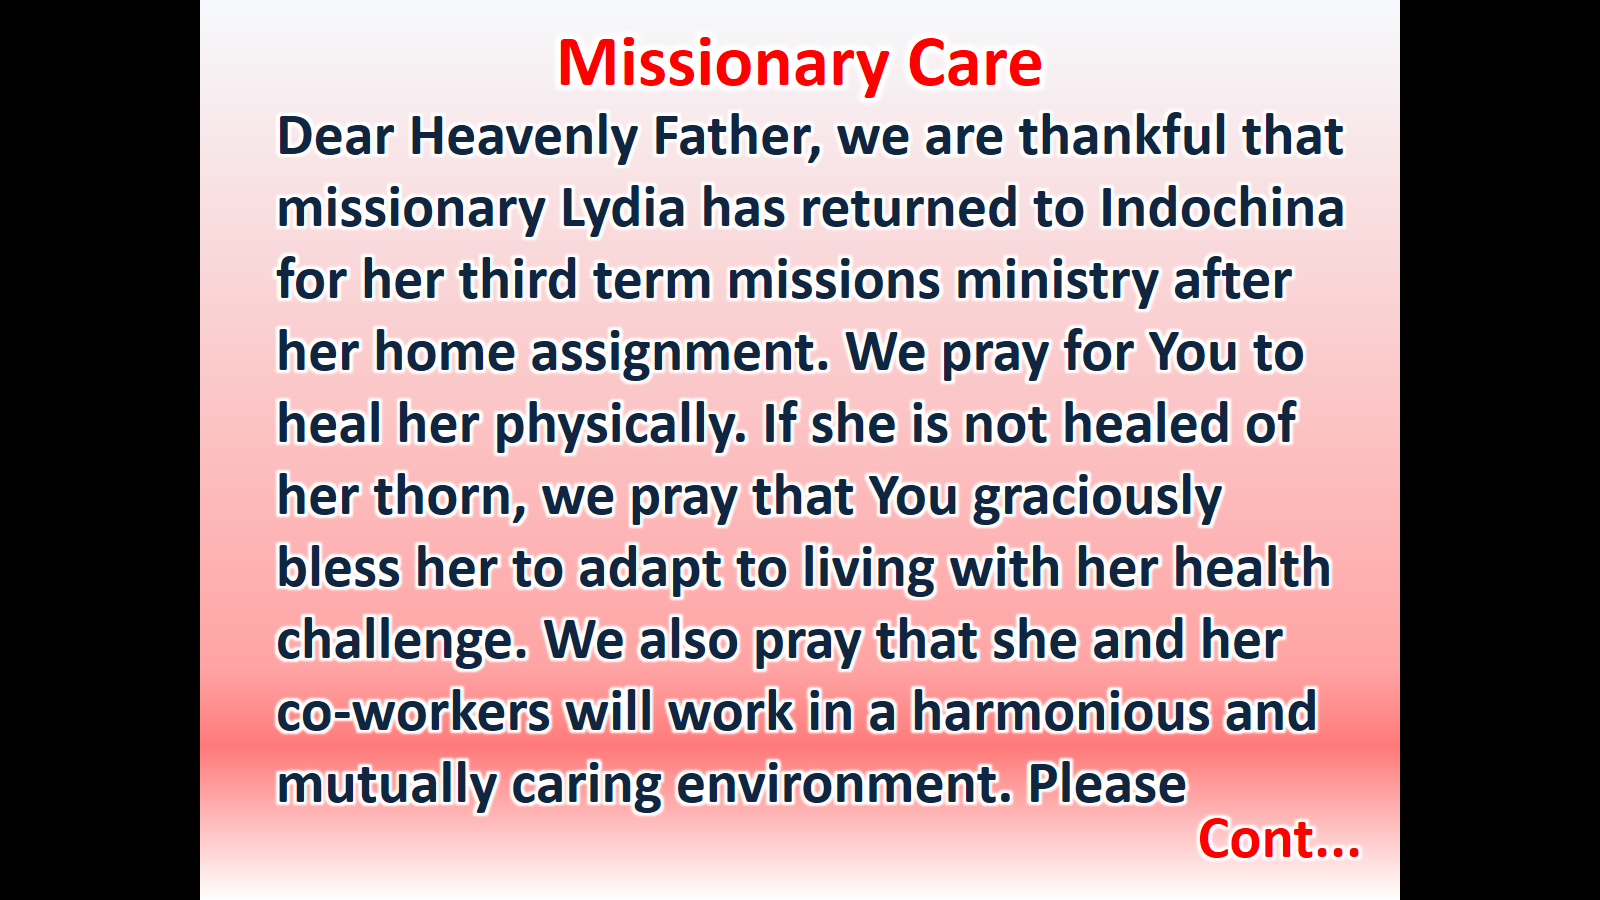 Missionary Care
Dear Heavenly Father, we are thankful that
missionary Lydia has returned to Indochina
for her third term missions ministry after
her home assignment. We pray for You to
heal her physically. If she is not healed of
her thorn, we pray that You graciously
bless her to adapt to living with her health
challenge. We also pray that she and her
co-workers will work in a harmonious and
mutually caring environment. Please
Cont...